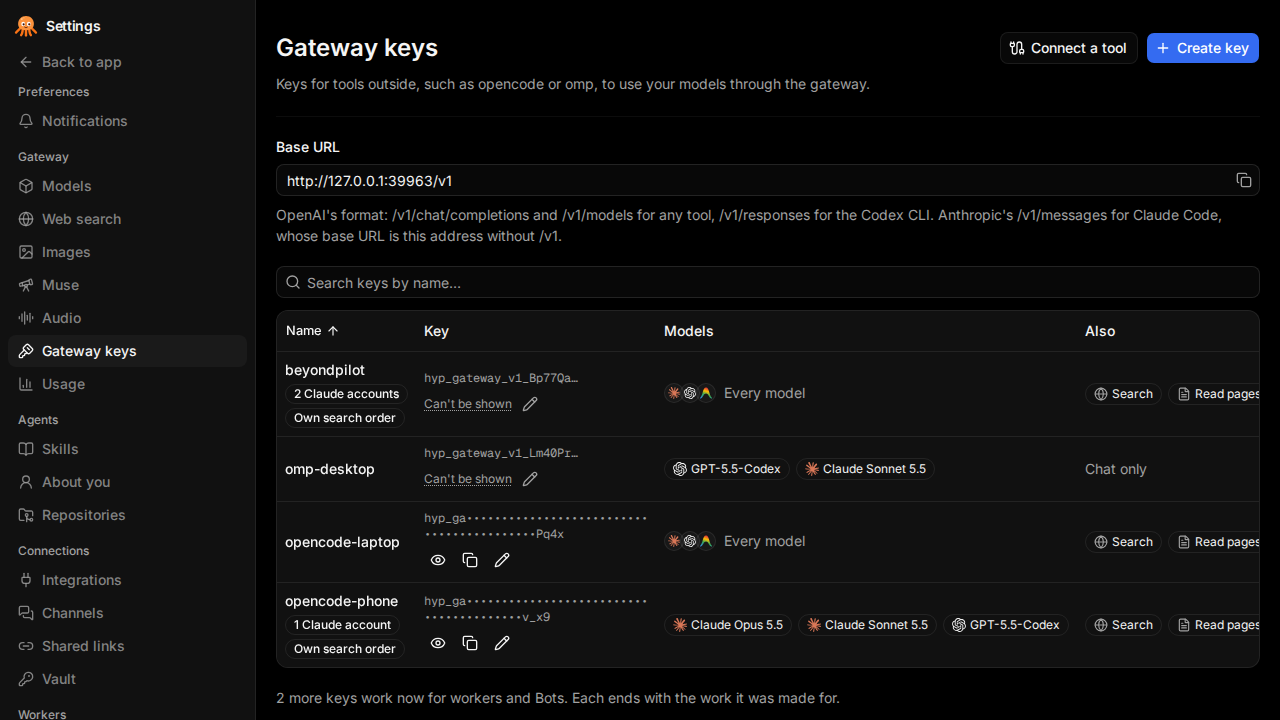 Settings
Back to app
Preferences
Notifications
Gateway
Models
Web search
Images
Muse
Audio
Gateway keys
Usage
Agents
Skills
About you
Repositories
Connections
Integrations
Channels
Shared links
Vault
Workers
Gateway keys
Connect a tool
Create key
Keys for tools outside, such as opencode or omp, to use your models through the gateway.
Base URL
http://127.0.0.1:39963/v1
OpenAI's format: /v1/chat/completions and /v1/models for any tool, /v1/responses for the Codex CLI. Anthropic's /v1/messages for Claude Code,
whose base URL is this address without /v1.
Search keys by name...
Name ↑ Key Models Also
beyondpilot
2 Claude accounts
Own search order
hyp_gateway_v1_Bp77Qa…
Can't be shown
Every model
Search
Read pages
omp-desktop
hyp_gateway_v1_Lm40Pr…
Can't be shown
GPT-5.5-Codex
Claude Sonnet 5.5
Chat only
opencode-laptop
hyp_ga••••••••••••••••••••••••••
••••••••••••••••Pq4x
Every model
Search
Read pages
opencode-phone
1 Claude account
Own search order
hyp_ga••••••••••••••••••••••••••
••••••••••••••v_x9
Claude Opus 5.5
Claude Sonnet 5.5
GPT-5.5-Codex
Search
Read pages
2 more keys work now for workers and Bots. Each ends with the work it was made for.